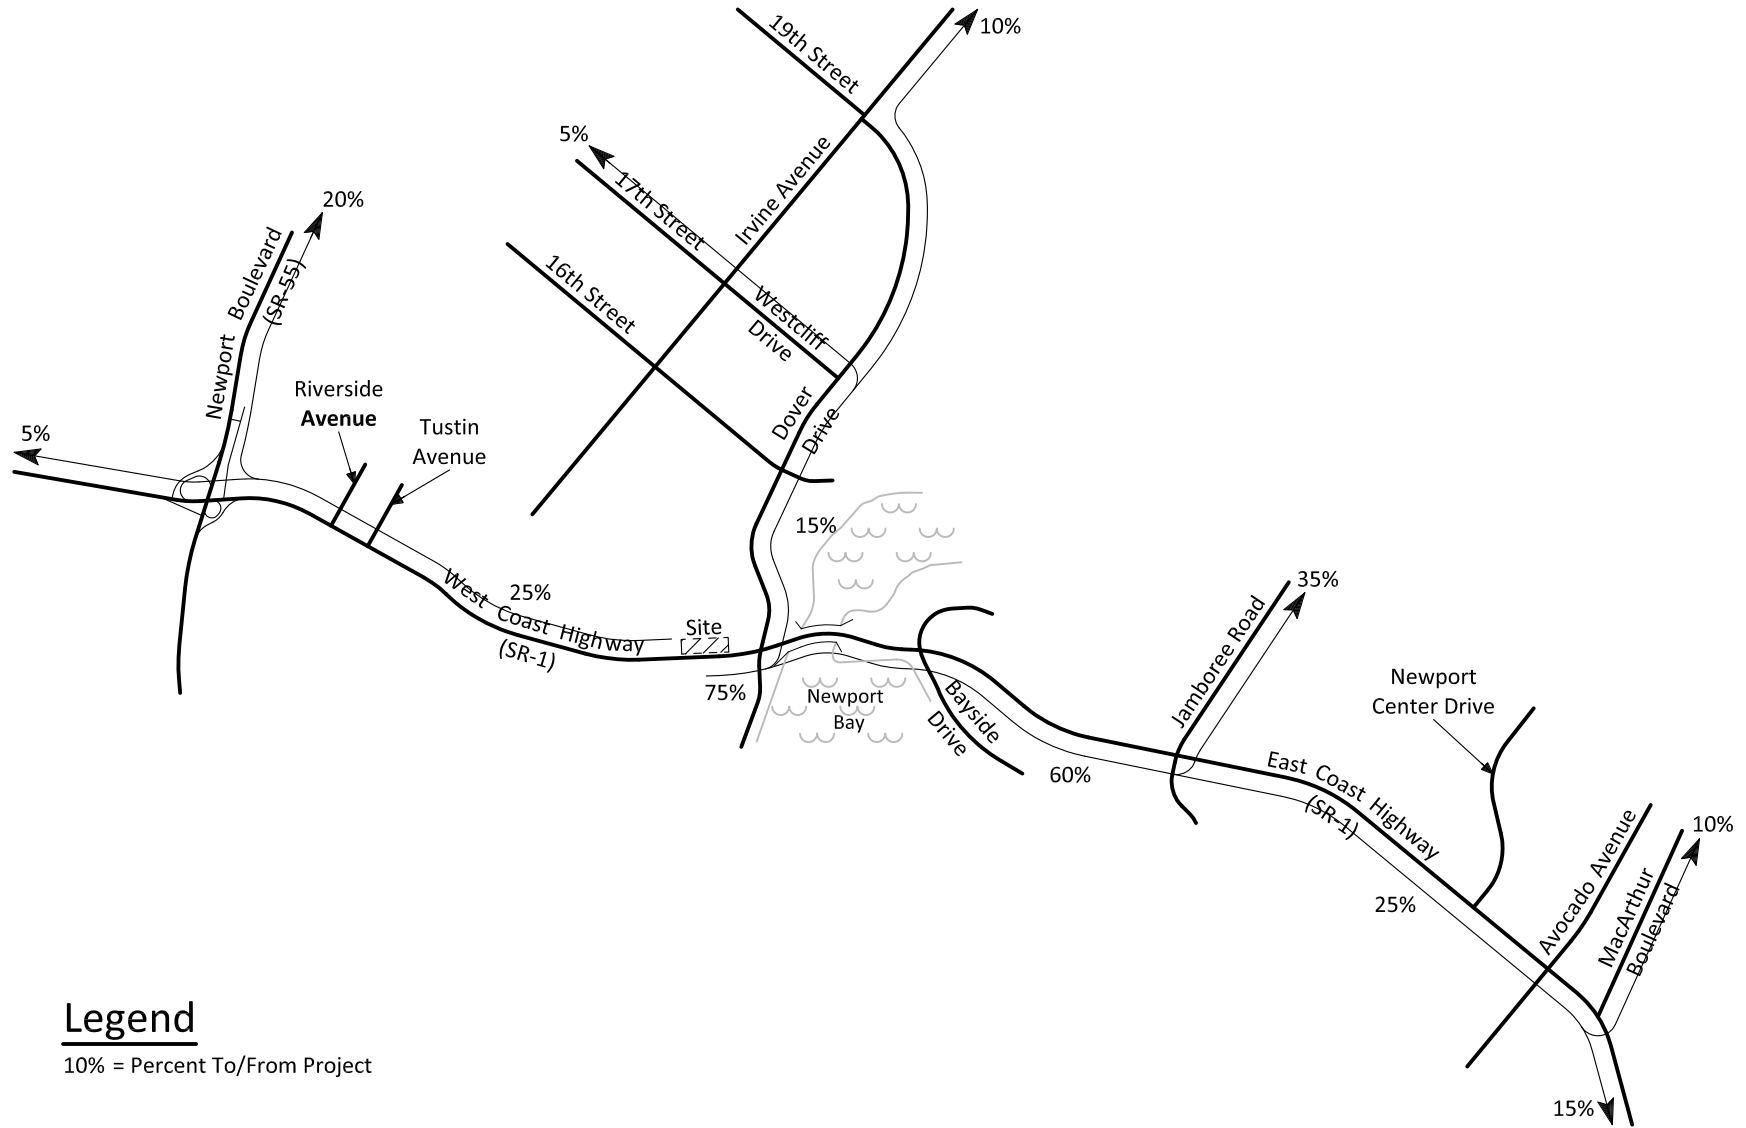 19th Street
10%
5%
17th Street
Irvine Avenue
20%
Newport Boulevard
(SR-55)
16th Street
Westcliff
Drive
Riverside
Avenue
Tustin
Avenue
Dover
Drive
5%
15%
25%
West Coast Highway
(SR-1)
Site
75%
Newport
Bay
Bayside
Drive
60%
35%
Jamboree Road
Newport
Center Drive
East Coast Highway
(SR-1)
25%
Avocado Avenue
MacArthur
Boulevard
10%
15%
Legend
10% = Percent To/From Project